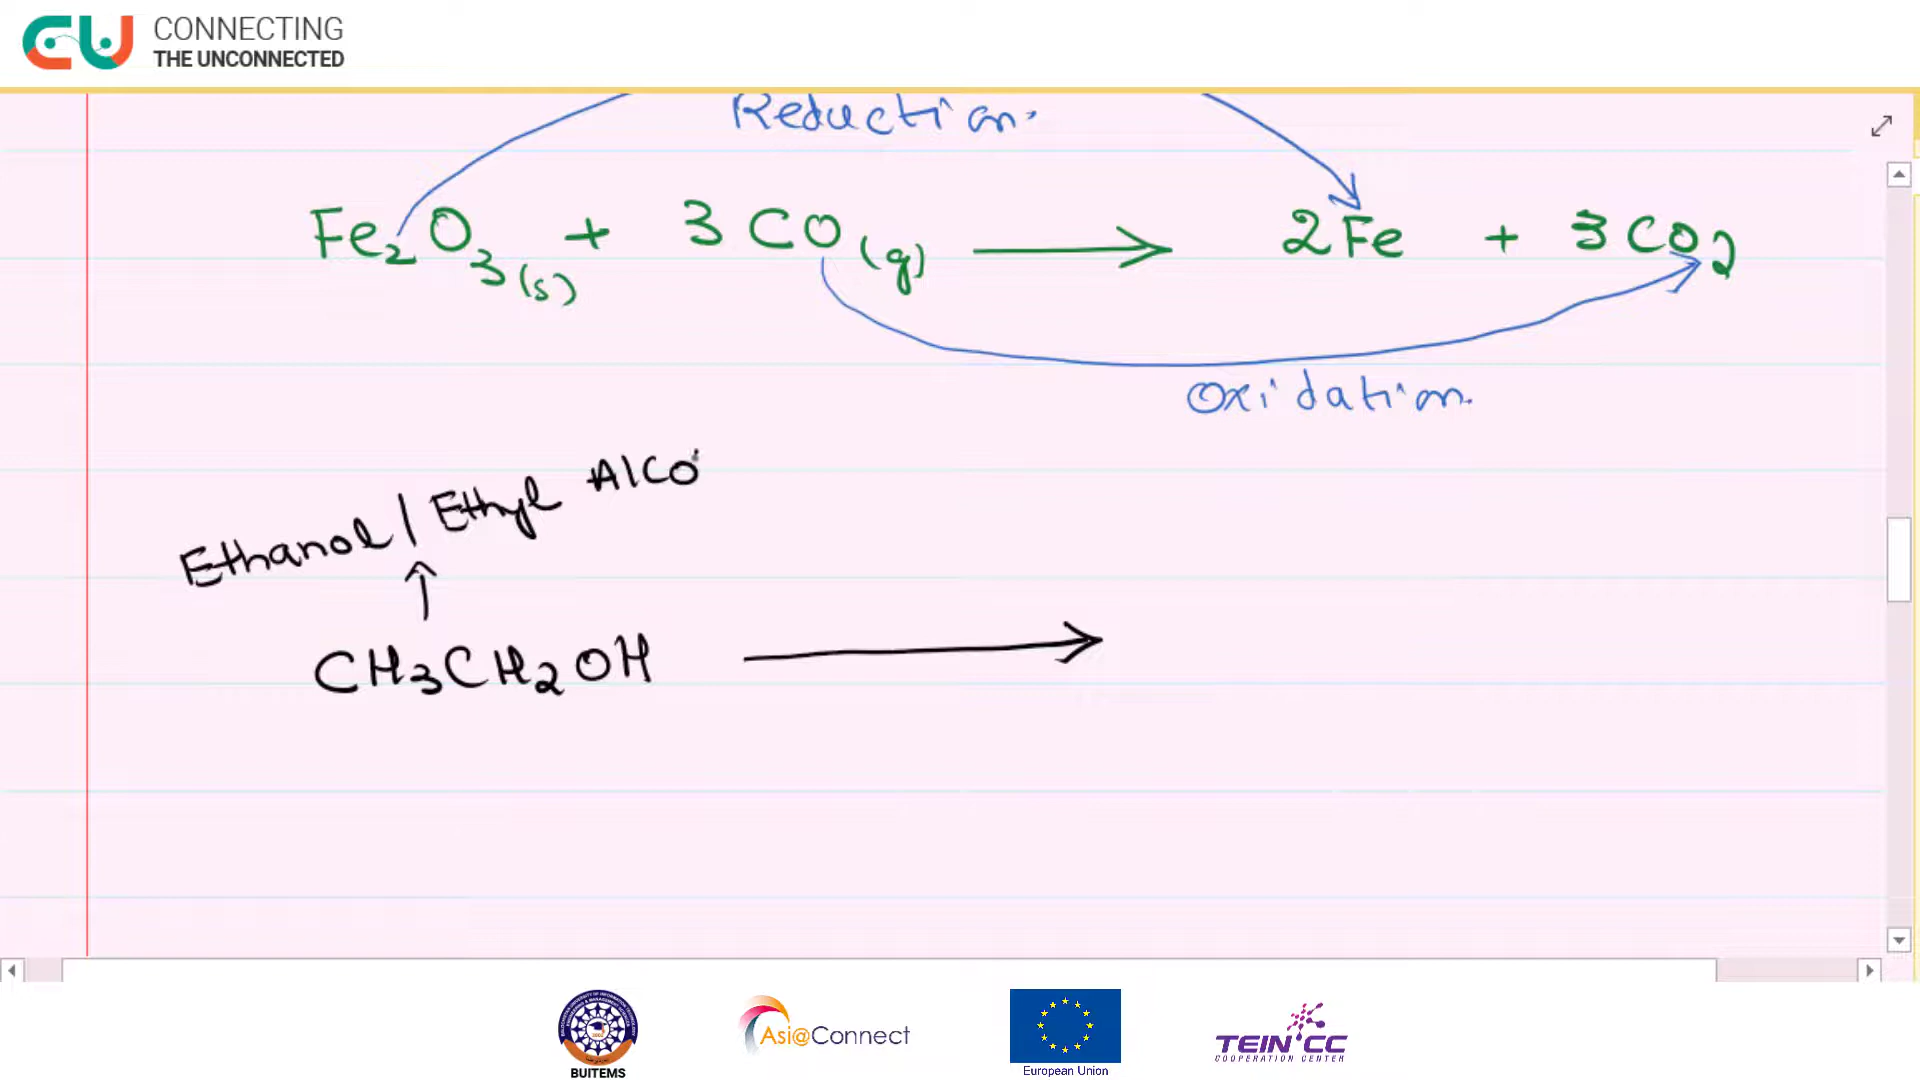 CONNECTING
THE UNCONNECTED
Reduction.
Fe₂O₃(s) + 3CO(g) → 2Fe + 3CO₂
Oxidation.
Ethanol / Ethyl Alco
↑
CH₃CH₂OH →
BUITEMS
Asi@Connect
European Union
TEIN*CC
COOPERATION CENTER